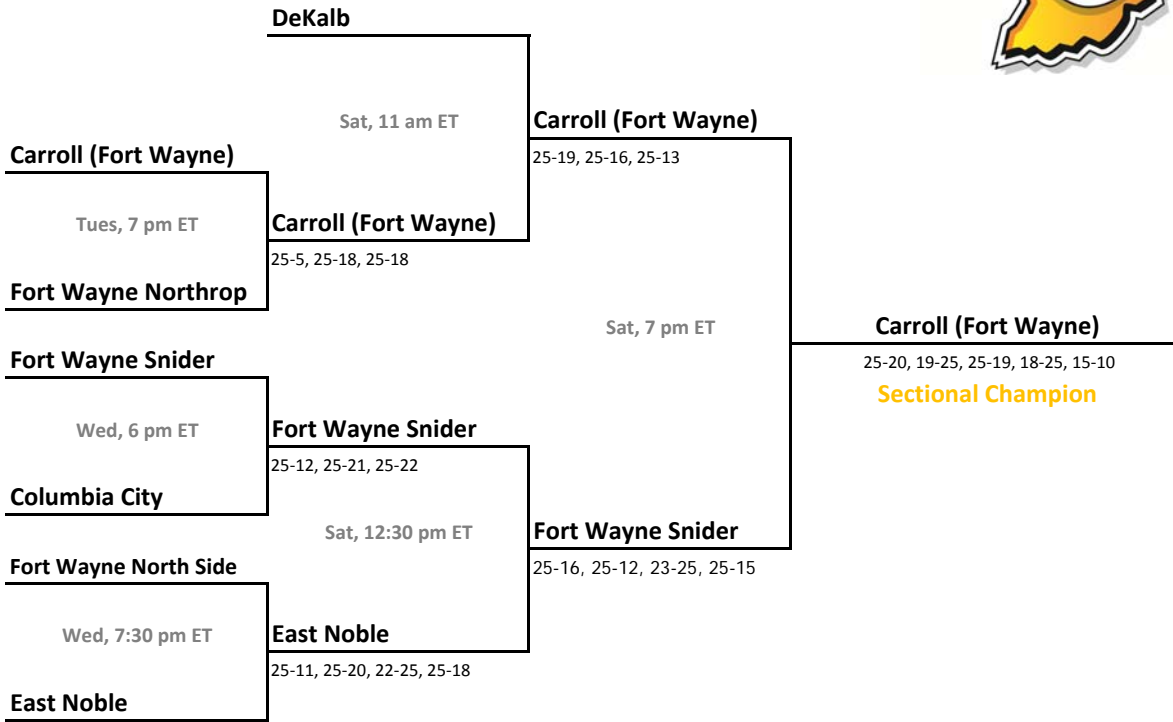 DeKalb
Sat, 11 am ET
Carroll (Fort Wayne)
25-19, 25-16, 25-13
Carroll (Fort Wayne)
Tues, 7 pm ET
Carroll (Fort Wayne)
25-5, 25-18, 25-18
Fort Wayne Northrop
Sat, 7 pm ET
Carroll (Fort Wayne)
25-20, 19-25, 25-19, 18-25, 15-10
Sectional Champion
Fort Wayne Snider
Wed, 6 pm ET
Fort Wayne Snider
25-12, 25-21, 25-22
Columbia City
Sat, 12:30 pm ET
Fort Wayne Snider
25-16, 25-12, 23-25, 25-15
Fort Wayne North Side
Wed, 7:30 pm ET
East Noble
25-11, 25-20, 22-25, 25-18
East Noble